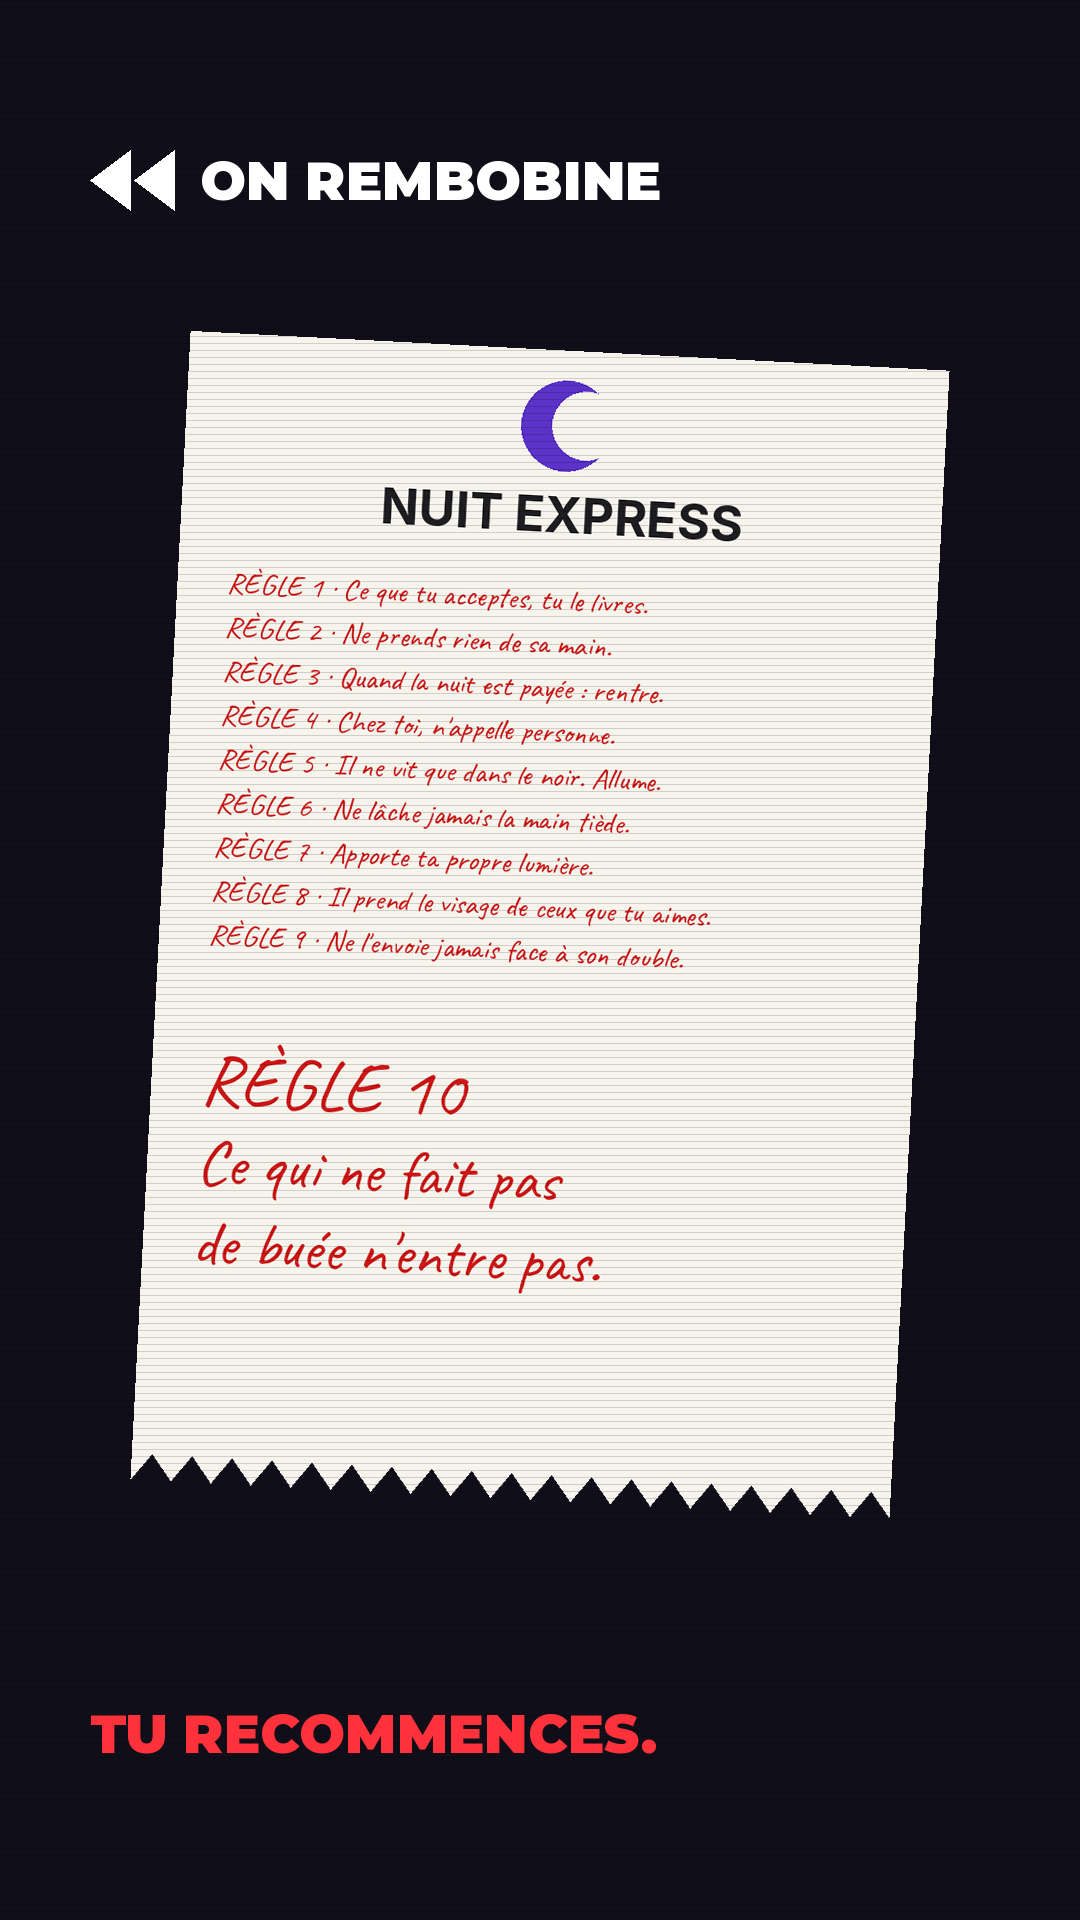 ON REMBOBINE
NUIT EXPRESS
RÈGLE 1 · Ce que tu acceptes, tu le livres.
RÈGLE 2 · Ne prends rien de sa main.
RÈGLE 3 · Quand la nuit est payée : rentre.
RÈGLE 4 · Chez toi, n'appelle personne.
RÈGLE 5 · Il ne vit que dans le noir. Allume.
RÈGLE 6 · Ne lâche jamais la main tiède.
RÈGLE 7 · Apporte ta propre lumière.
RÈGLE 8 · Il prend le visage de ceux que tu aimes.
RÈGLE 9 · Ne l'envoie jamais face à son double.
RÈGLE 10
Ce qui ne fait pas
de buée n'entre pas.
TU RECOMMENCES.